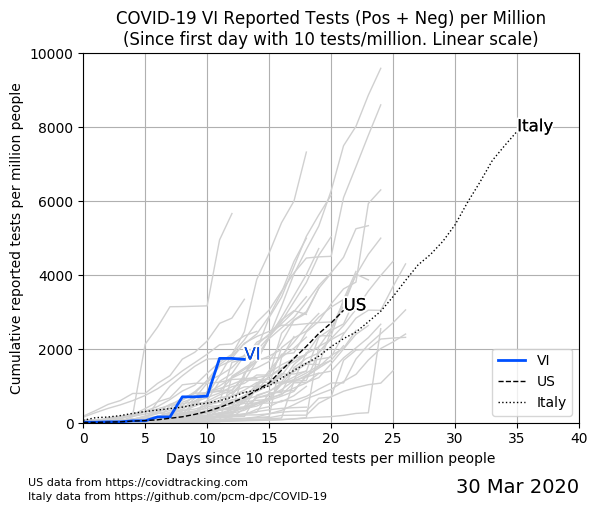 COVID-19 VI Reported Tests (Pos + Neg) per Million
(Since first day with 10 tests/million. Linear scale)
Cumulative reported tests per million people
10000
8000
6000
4000
2000
0
Italy
US
VI
VI
US
Italy
0 5 10 15 20 25 30 35 40
Days since 10 reported tests per million people
US data from https://covidtracking.com
Italy data from https://github.com/pcm-dpc/COVID-19
30 Mar 2020